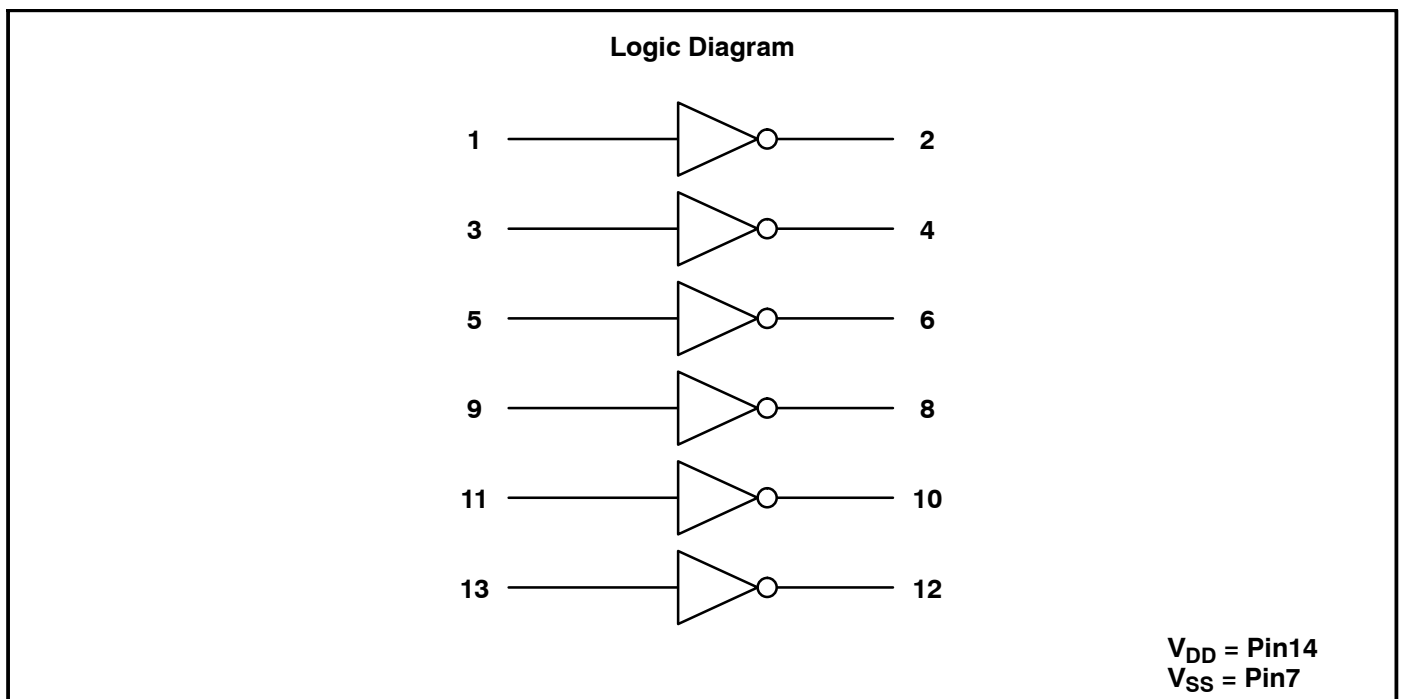 Logic Diagram
1 2
3 4
5 6
9 8
11 10
13 12
VDD = Pin14
VSS = Pin7